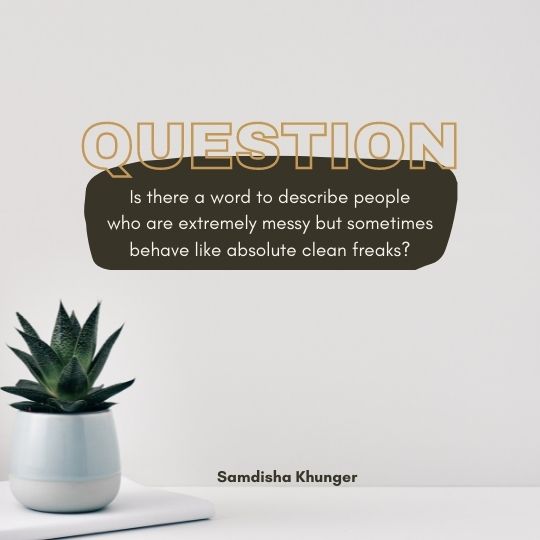 QUESTION
Is there a word to describe people
who are extremely messy but sometimes
behave like absolute clean freaks?
Samdisha Khunger